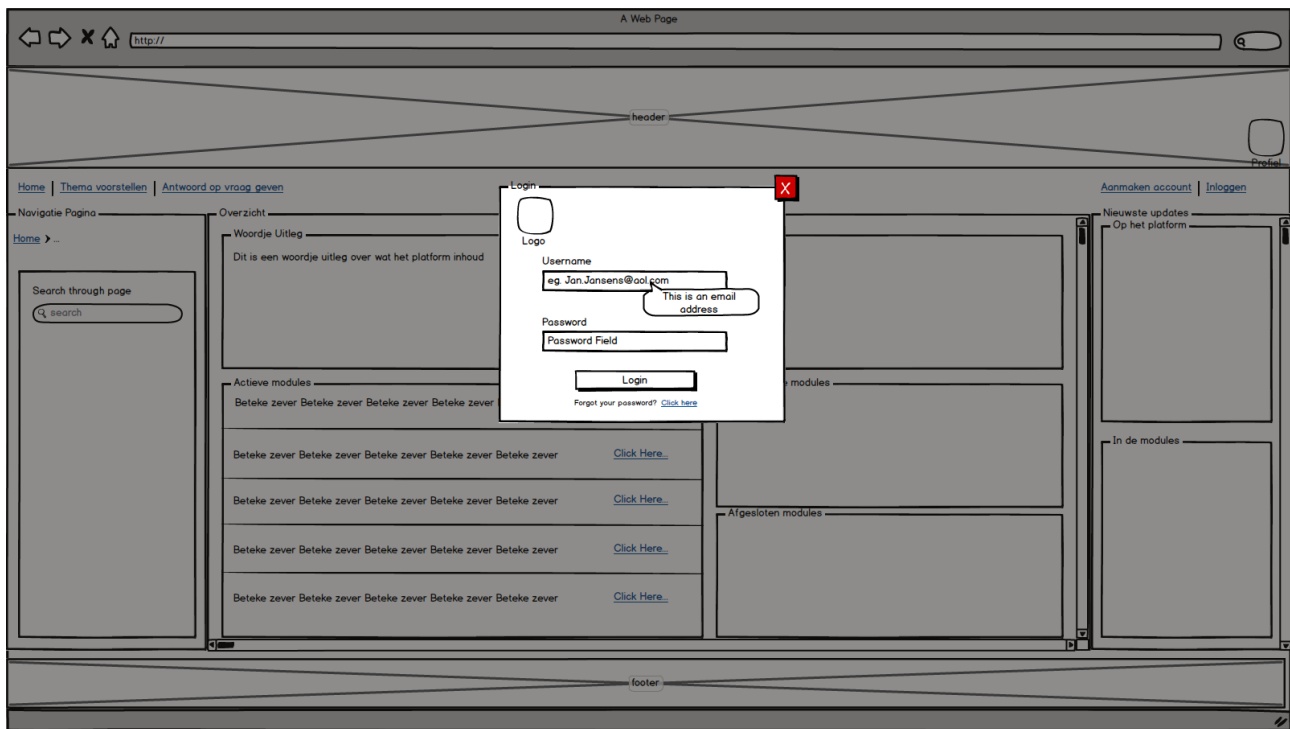 A Web Page
http://
header
Profiel
Home | Thema voorstellen | Antwoord op vraag geven
Aanmaken account | Inloggen
Navigatie Pagina
Home > ...
Search through page
search
Overzicht
Woordje Uitleg
Dit is een woordje uitleg over wat het platform inhoud
Actieve modules
Beteke zever Beteke zever Beteke zever Beteke zever
Beteke zever Beteke zever Beteke zever Beteke zever Beteke zever Click Here...
Beteke zever Beteke zever Beteke zever Beteke zever Beteke zever Click Here...
Beteke zever Beteke zever Beteke zever Beteke zever Beteke zever Click Here...
Beteke zever Beteke zever Beteke zever Beteke zever Beteke zever Click Here...
Login
X
Logo
Username
eg. Jan.Jansens@aol.com
This is an email
address
Password
Password Field
Login
Forgot your password? Click here
modules
Afgesloten modules
Nieuwste updates
Op het platform
In de modules
footer